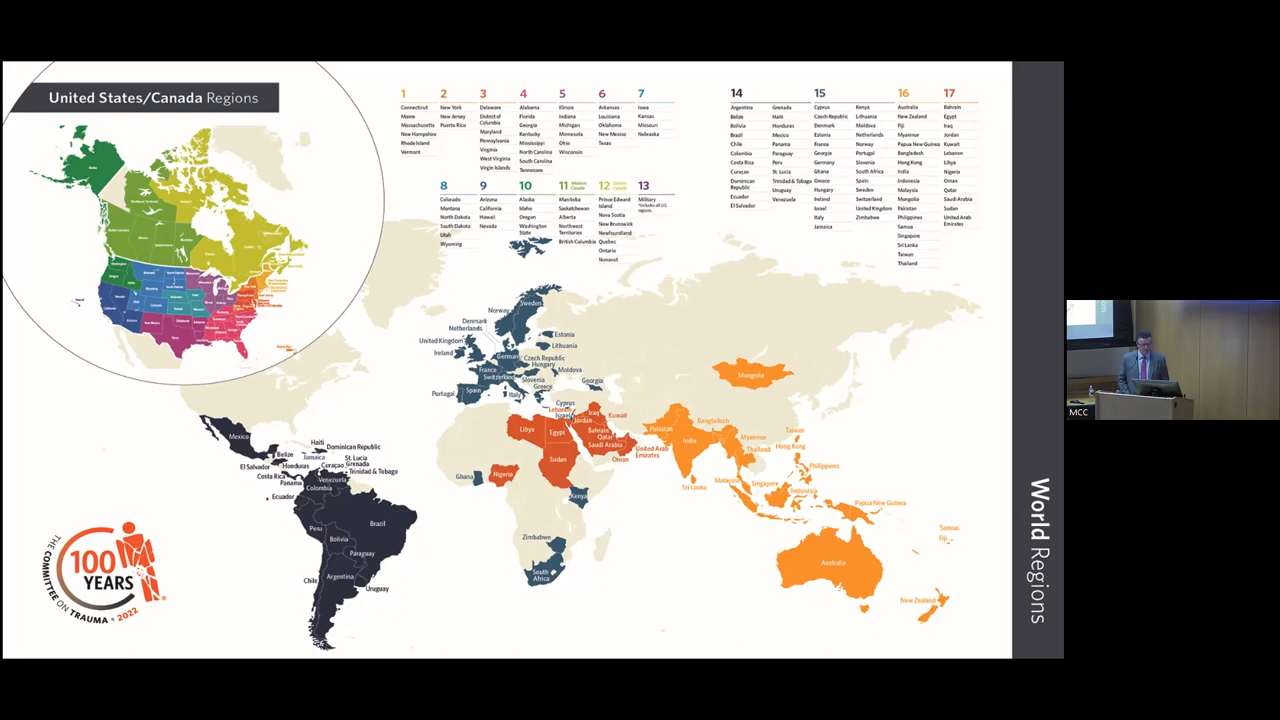 United States/Canada Regions
1
Connecticut
Maine
Massachusetts
New Hampshire
Rhode Island
Vermont
2
New York
New Jersey
Puerto Rico
3
Delaware
District of
Columbia
Maryland
Pennsylvania
Virginia
West Virginia
Virgin Islands
4
Alabama
Florida
Georgia
Kentucky
Mississippi
North Carolina
South Carolina
Tennessee
5
Illinois
Indiana
Michigan
Minnesota
Ohio
Wisconsin
6
Arkansas
Louisiana
Oklahoma
New Mexico
Texas
7
Iowa
Kansas
Missouri
Nebraska
8
Colorado
Montana
North Dakota
South Dakota
Utah
Wyoming
9
Arizona
California
Hawaii
Nevada
10
Alaska
Idaho
Oregon
Washington
State
11 Western
Canada
Manitoba
Saskatchewan
Alberta
Northwest
Territories
British Columbia
12 Eastern
Canada
Prince Edward
Island
Nova Scotia
New Brunswick
Newfoundland
Quebec
Ontario
Nunavut
13
Military
*includes all U.S.
regions.
14
Argentina
Belize
Bolivia
Brazil
Chile
Colombia
Costa Rica
Curaçao
Dominican
Republic
Ecuador
El Salvador
Grenada
Haiti
Honduras
Mexico
Panama
Paraguay
Peru
St. Lucia
Trinidad & Tobago
Uruguay
Venezuela
15
Cyprus
Czech Republic
Denmark
Estonia
France
Georgia
Germany
Ghana
Greece
Hungary
Ireland
Israel
Italy
Jamaica
Kenya
Lithuania
Moldova
Netherlands
Norway
Portugal
Slovenia
South Africa
Spain
Sweden
Switzerland
United Kingdom
Zimbabwe
16
Australia
New Zealand
Fiji
Myanmar
Papua New Guinea
Bangladesh
Hong Kong
India
Indonesia
Malaysia
Mongolia
Pakistan
Philippines
Samoa
Singapore
Sri Lanka
Taiwan
Thailand
17
Bahrain
Egypt
Iraq
Jordan
Kuwait
Lebanon
Libya
Nigeria
Oman
Qatar
Saudi Arabia
Sudan
United Arab
Emirates
Sweden
Norway
Denmark
Netherlands
Estonia
Lithuania
United Kingdom
Ireland
German
Czech Republic
Hungary
France
Switzerland
Moldova
Slovenia
Georgia
Portugal
Spain
Italy
Greece
Cyprus
Lebanon
Israel
Iraq
Jordan
Kuwait
Bahrain
Qatar
Saudi Arabia
Oman
United Arab
Emirates
Libya
Egypt
Sudan
Ghana
Nigeria
Kenya
Zimbabwe
South
Africa
Mongolia
Pakistan
India
Bangladesh
Myanmar
Thailand
Taiwan
Hong Kong
Philippines
Sri Lanka
Malaysia
Singapore
Indonesia
Papua New Guinea
Samoa
Fiji
Australia
New Zealand
Mexico
Belize
El Salvador
Honduras
Costa Rica
Panama
Haiti
Dominican Republic
Jamaica
St. Lucia
Curaçao
Grenada
Trinidad & Tobago
Venezuela
Colombia
Ecuador
Brazil
Peru
Bolivia
Paraguay
Chile
Argentina
Uruguay
THE COMMITTEE ON TRAUMA • 2022
100
YEARS
World Regions
MCC